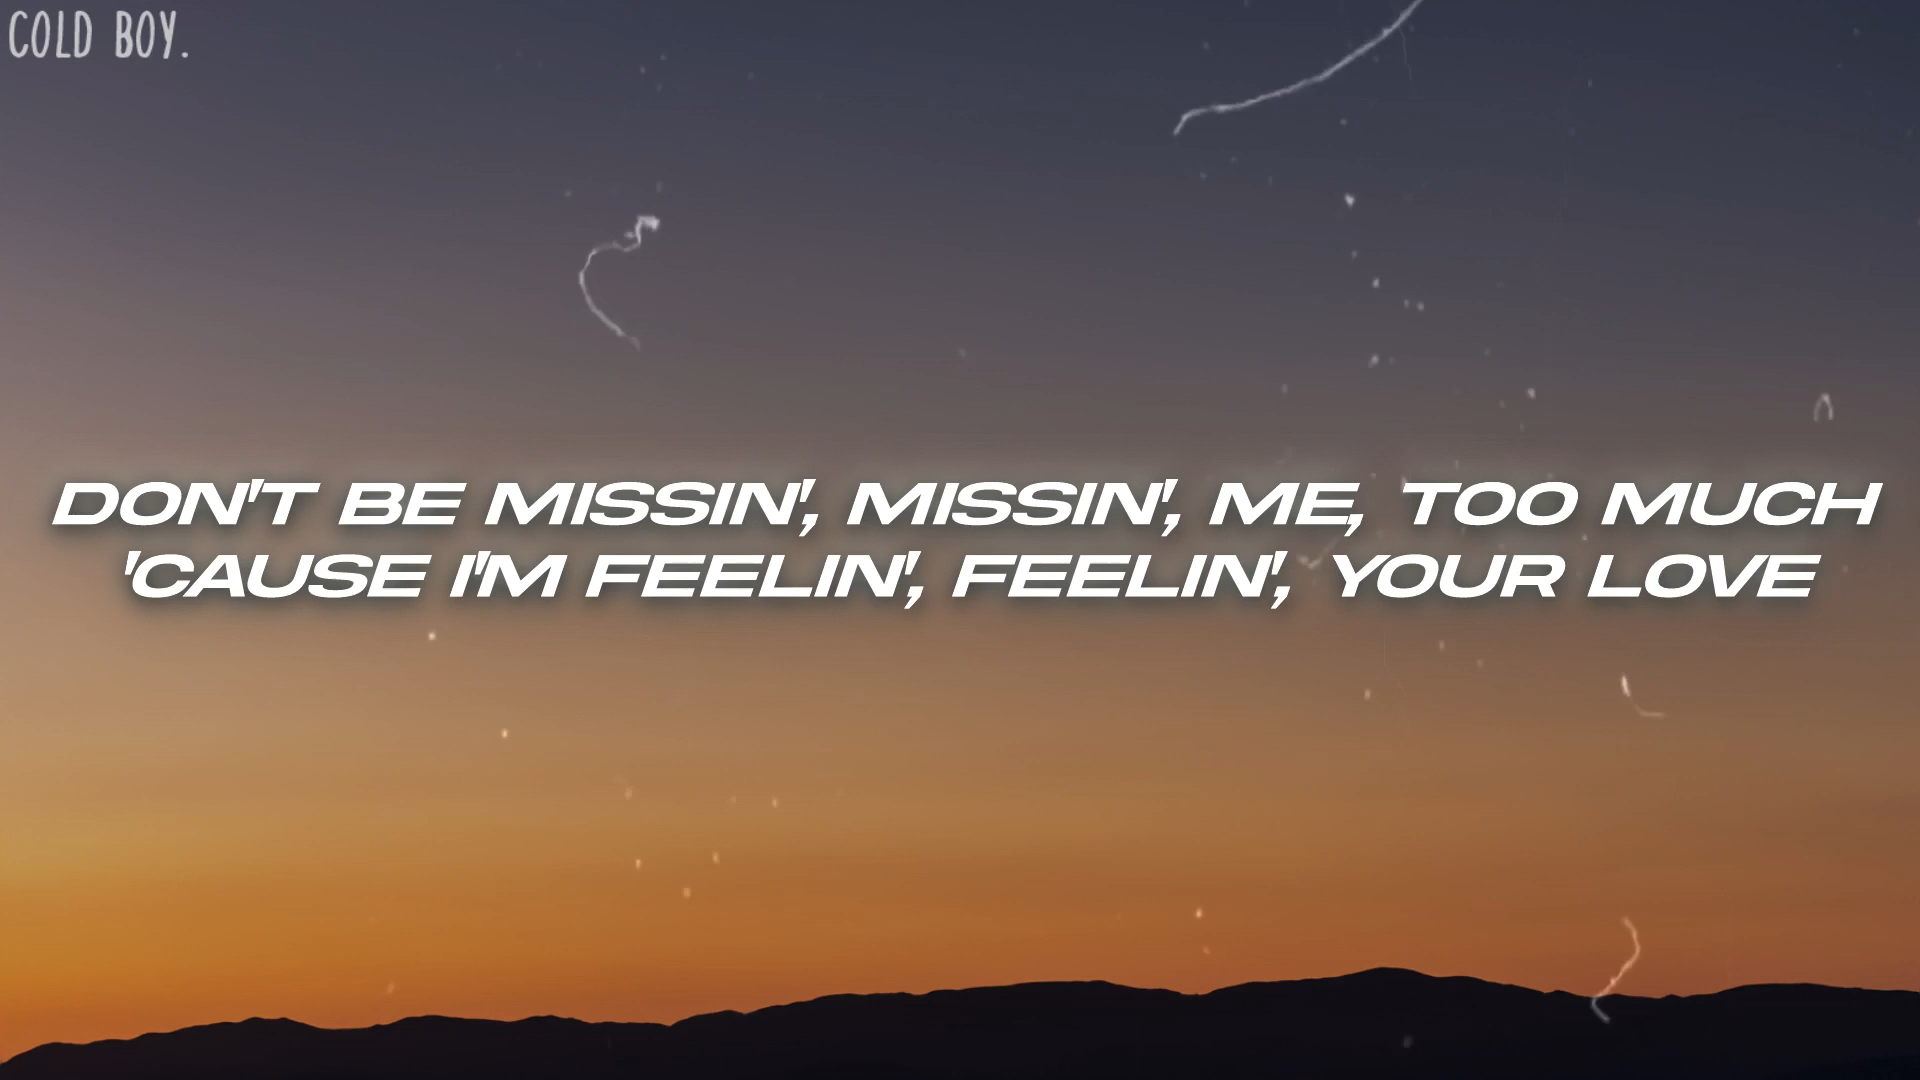 COLD BOY.
DON'T BE MISSIN', MISSIN', ME, TOO MUCH
'CAUSE I'M FEELIN', FEELIN', YOUR LOVE